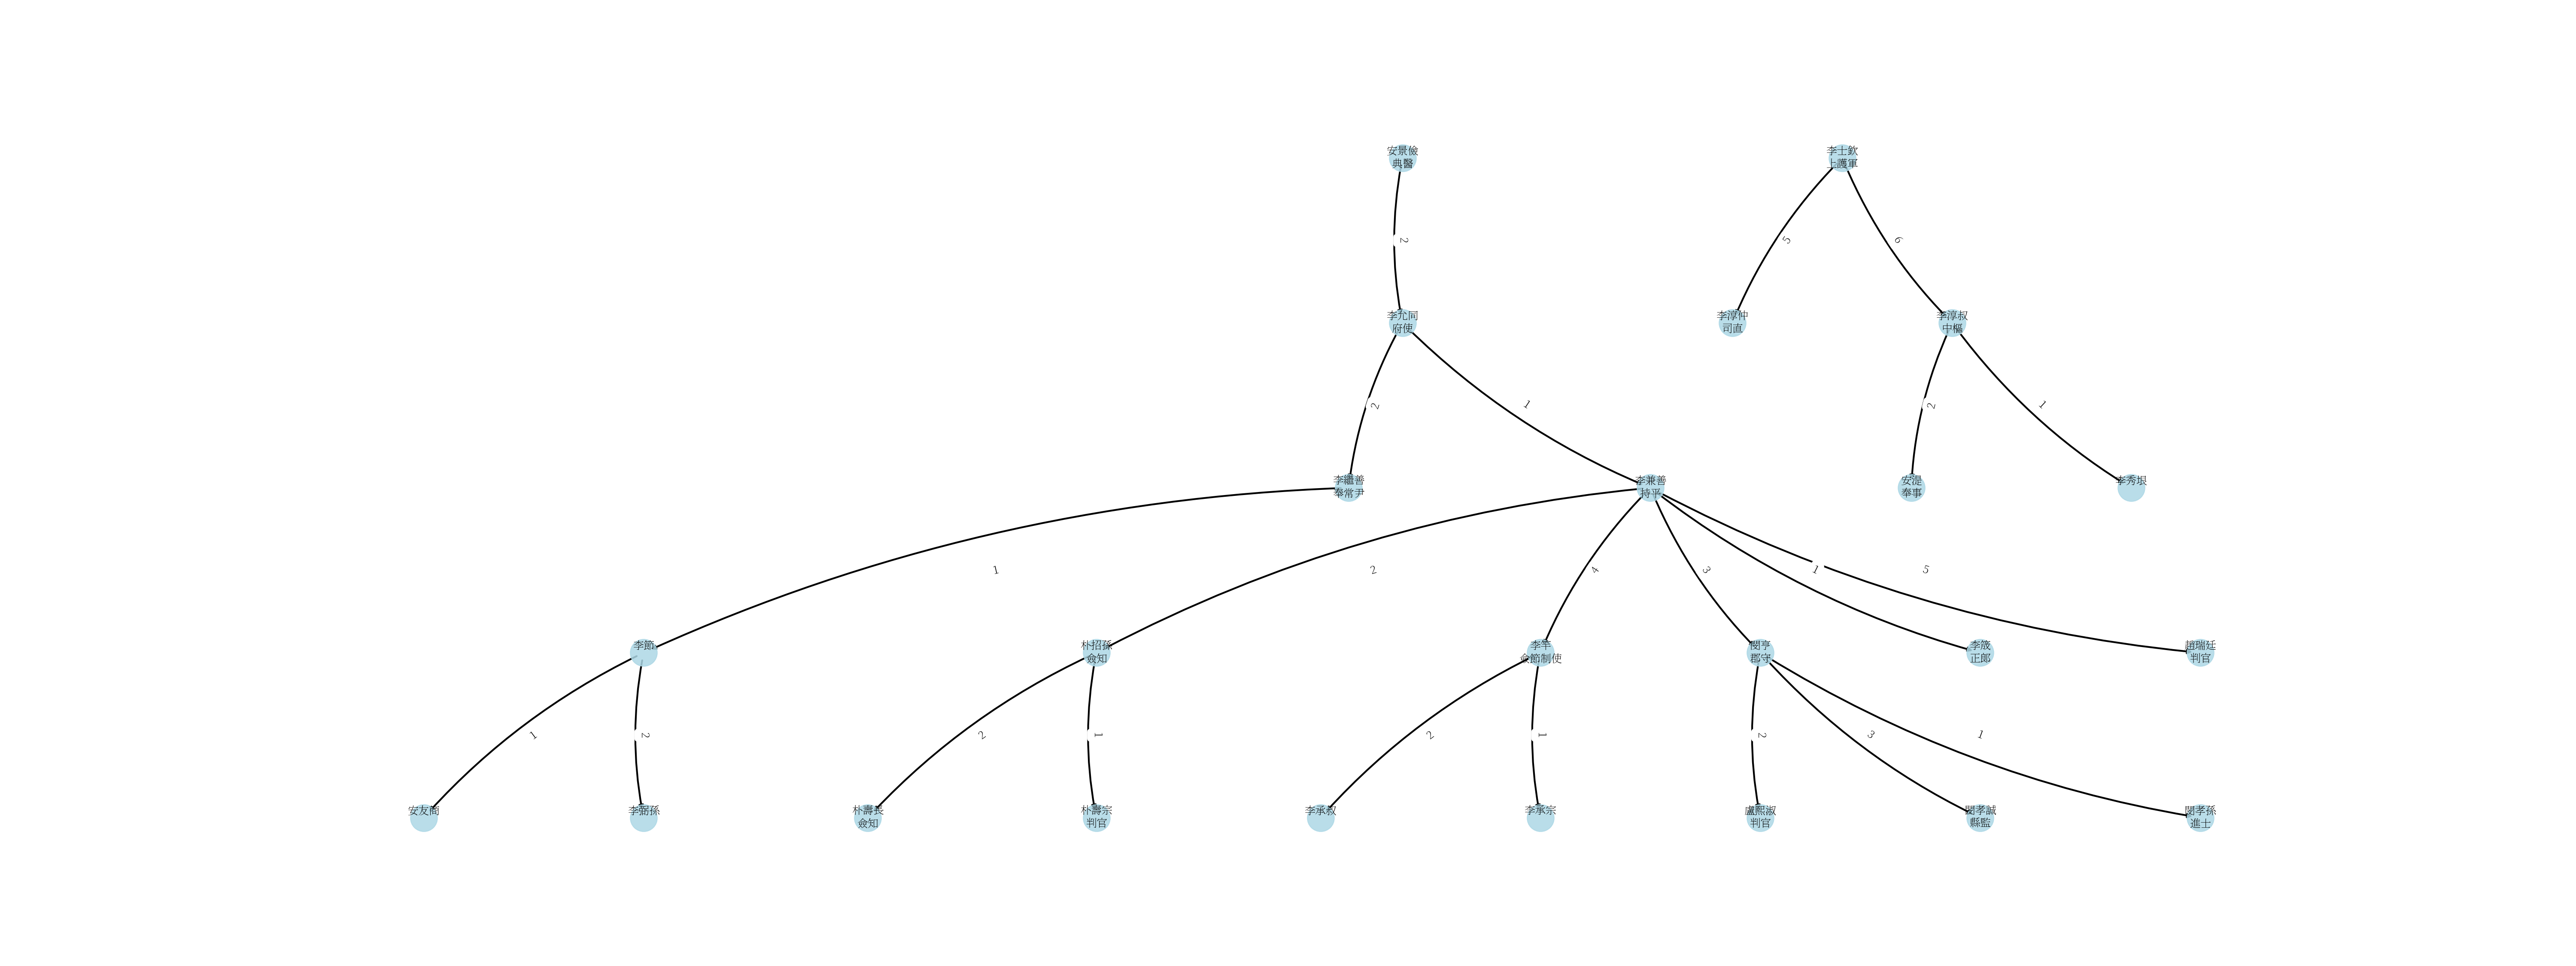 安景儉
典醫
李士欽
上護軍
2
5
6
李允同
府使
李淳仲
司直
李淳叔
中樞
2
1
2
1
李繼善
奉常尹
李兼善
持平
安湜
奉事
李秀垠
1
2
4
3
1
5
李節
朴招孫
僉知
李竿
僉節制使
閔亨
郡守
李晟
正郎
趙瑞廷
判官
1
2
2
1
2
1
2
3
1
安友閭
李弼孫
朴壽長
僉知
朴壽宗
判官
李承叔
李承宗
盧熙淑
判官
閔孝誠
縣監
閔孝孫
進士